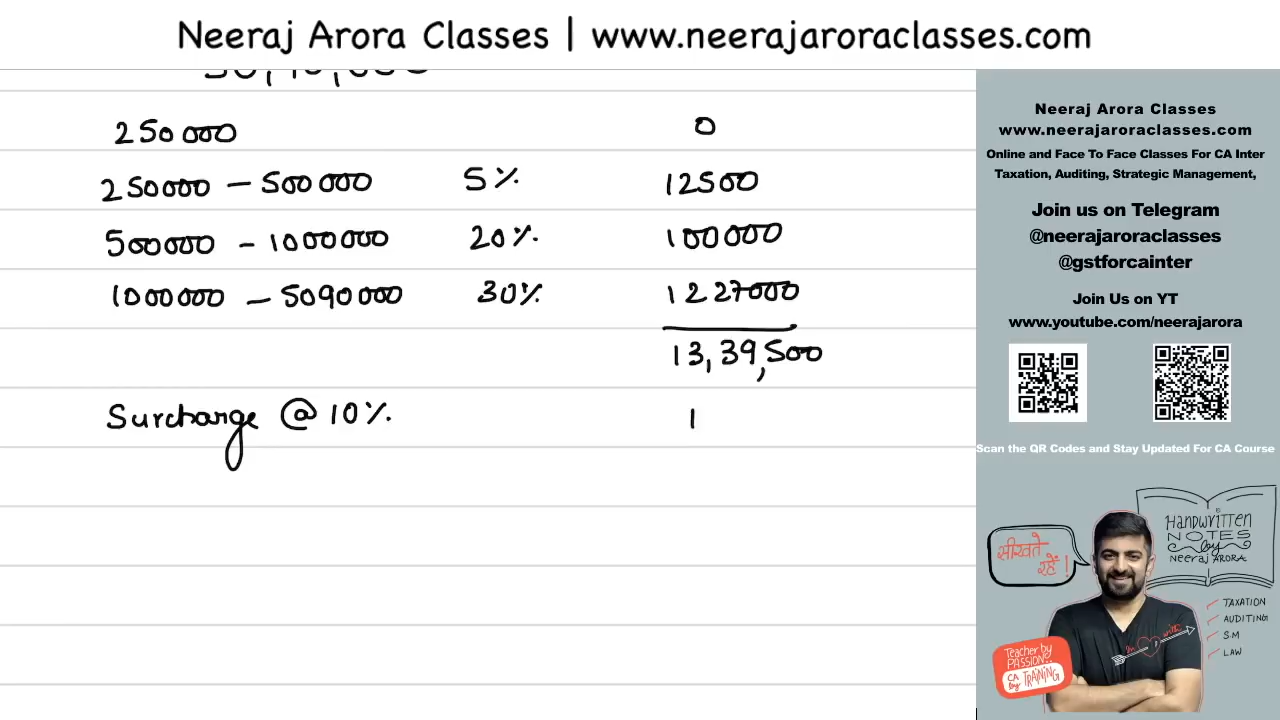 Neeraj Arora Classes | www.neerajaroraclasses.com
250000 0
250000 - 500000 5% 12500
500000 - 1000000 20% 100000
1000000 - 5090000 30% 1227000
13,39,500
Surcharge @ 10% 1
Neeraj Arora Classes
www.neerajaroraclasses.com
Online and Face To Face Classes For CA Inter
Taxation, Auditing, Strategic Management,
Join us on Telegram
@neerajaroraclasses
@gstforcainter
Join Us on YT
www.youtube.com/neerajarora
Scan the QR Codes and Stay Updated For CA Course
HANDWRITTEN
NOTES
by
Neeraj ARORA
सीखते
रहें !
TAXATION
AUDITING
SM
LAW
Teacher by
PASSION
CA
by TRAINING